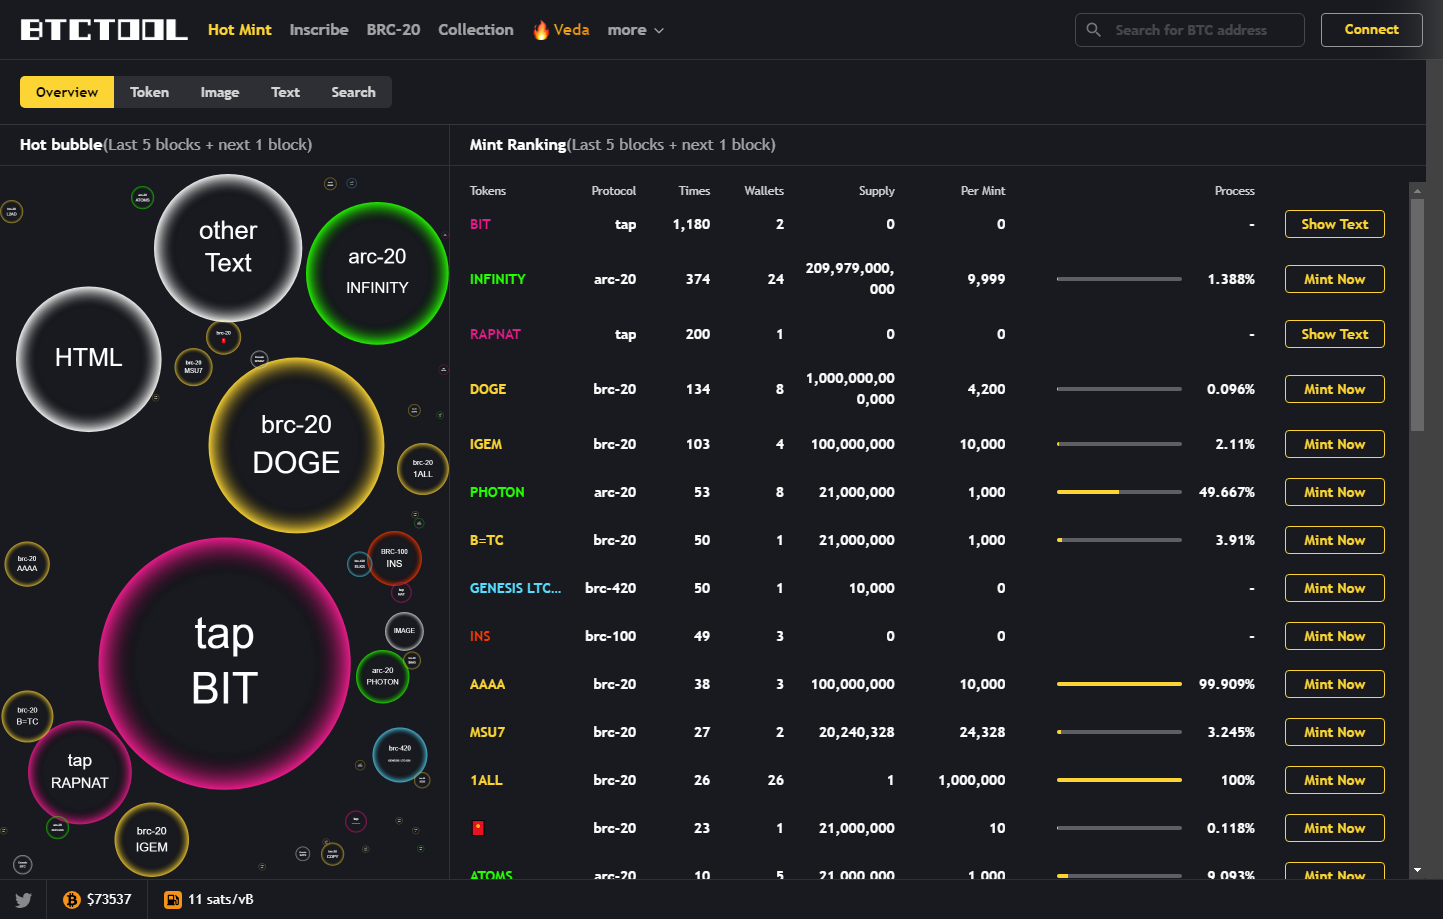 BTCTOOL Hot Mint Inscribe BRC-20 Collection Veda more Search for BTC address Connect
Overview Token Image Text Search
Hot bubble(Last 5 blocks + next 1 block)
other
Text
arc-20
INFINITY
HTML
brc-20
MSU7
brc-20
DOGE
brc-20
1ALL
brc-20
AAAA
BRC-100
INS
tap
BIT
IMAGE
arc-20
PHOTON
brc-20
B=TC
tap
RAPNAT
brc-420
brc-20
IGEM
brc-20
COPY
Mint Ranking(Last 5 blocks + next 1 block)
Tokens Protocol Times Wallets Supply Per Mint Process
BIT tap 1,180 2 0 0 - Show Text
INFINITY arc-20 374 24 209,979,000,
000 9,999 1.388% Mint Now
RAPNAT tap 200 1 0 0 - Show Text
DOGE brc-20 134 8 1,000,000,00
0,000 4,200 0.096% Mint Now
IGEM brc-20 103 4 100,000,000 10,000 2.11% Mint Now
PHOTON arc-20 53 8 21,000,000 1,000 49.667% Mint Now
B=TC brc-20 50 1 21,000,000 1,000 3.91% Mint Now
GENESIS LTC... brc-420 50 1 10,000 0 - Mint Now
INS brc-100 49 3 0 0 - Mint Now
AAAA brc-20 38 3 100,000,000 10,000 99.909% Mint Now
MSU7 brc-20 27 2 20,240,328 24,328 3.245% Mint Now
1ALL brc-20 26 26 1 1,000,000 100% Mint Now
brc-20 23 1 21,000,000 10 0.118% Mint Now
ATOMS arc-20 10 5 21,000,000 1,000 9.093% Mint Now
$73537 11 sats/vB